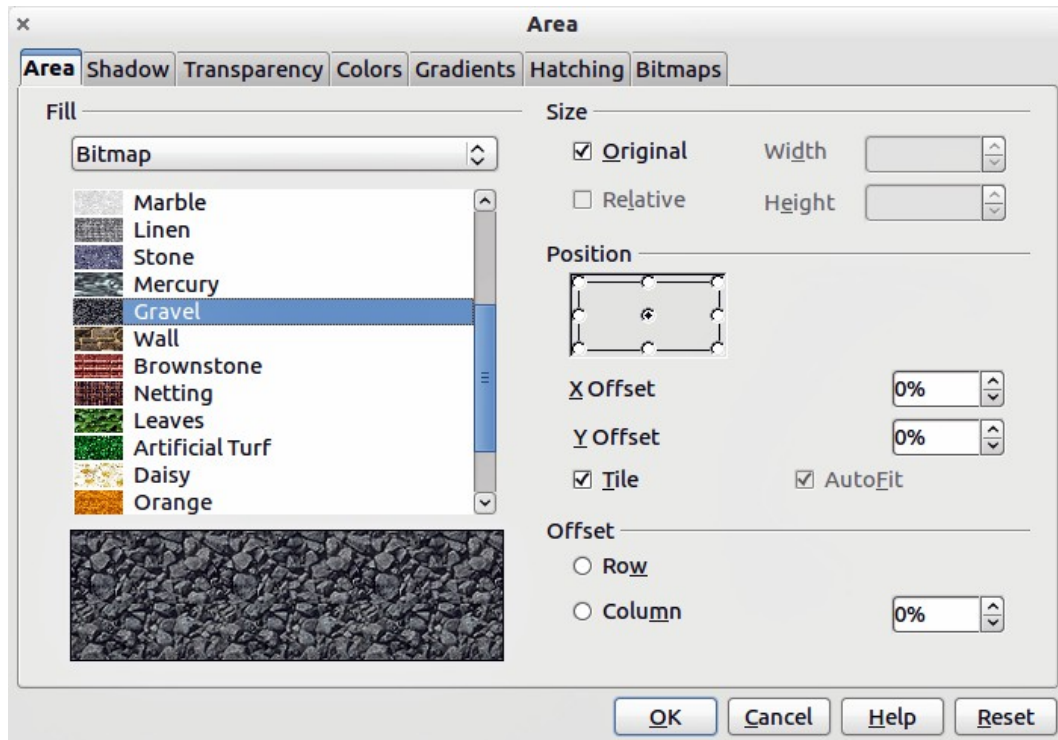 Area
Area Shadow Transparency Colors Gradients Hatching Bitmaps
Fill
Bitmap
Marble
Linen
Stone
Mercury
Gravel
Wall
Brownstone
Netting
Leaves
Artificial Turf
Daisy
Orange
Size
Original Width
Relative Height
Position
X Offset 0%
Y Offset 0%
Tile AutoFit
Offset
Row
Column 0%
OK Cancel Help Reset